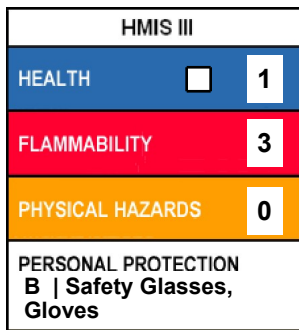 HMIS III
HEALTH 1
FLAMMABILITY 3
PHYSICAL HAZARDS 0
PERSONAL PROTECTION
B | Safety Glasses,
Gloves